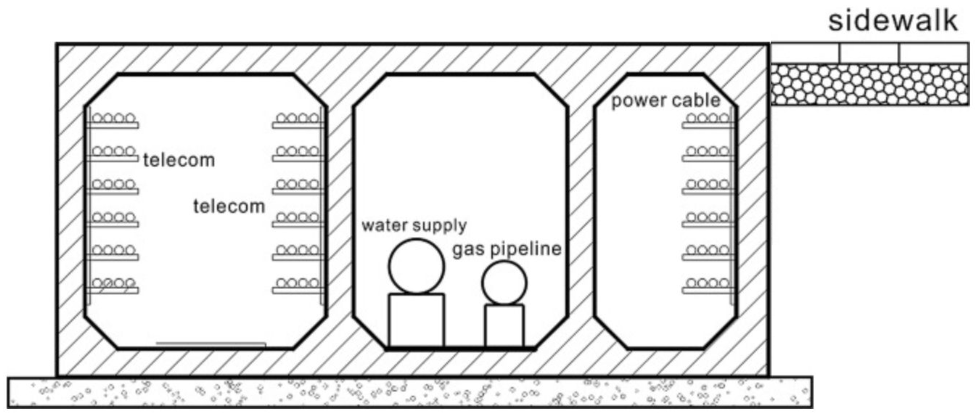 sidewalk
power cable
telecom
telecom
water supply
gas pipeline